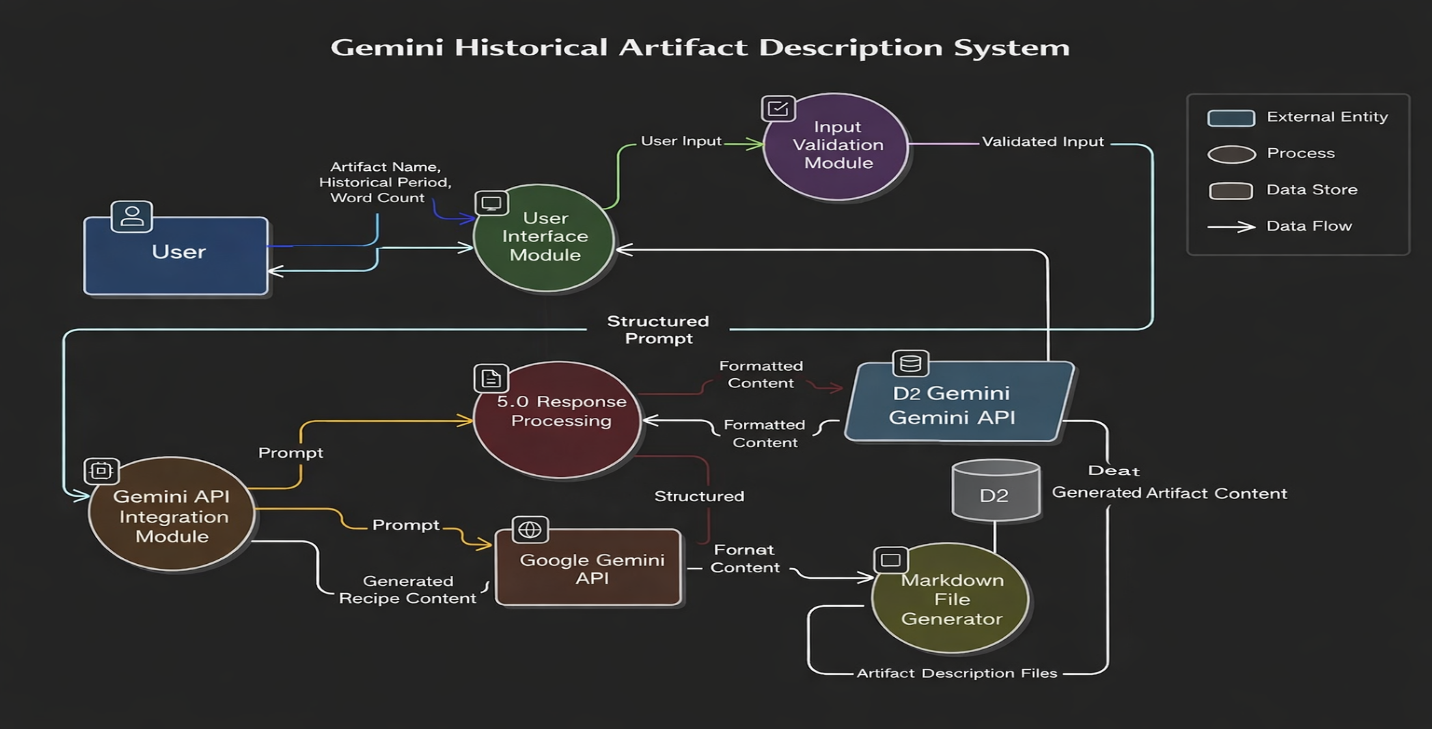 Gemini Historical Artifact Description System
External Entity
Process
Data Store
Data Flow
Input
Validation
Module
User Input
Validated Input
Artifact Name,
Historical Period,
Word Count
User
User
Interface
Module
Structured
Prompt
5.0 Response
Processing
Formatted
Content
Formatted
Content
D2 Gemini
Gemini API
Prompt
Gemini API
Integration
Module
Prompt
Structured
D2
Deat
Generated Artifact Content
Google Gemini
API
Fornat
Content
Generated
Recipe Content
Markdown
File
Generator
Artifact Description Files